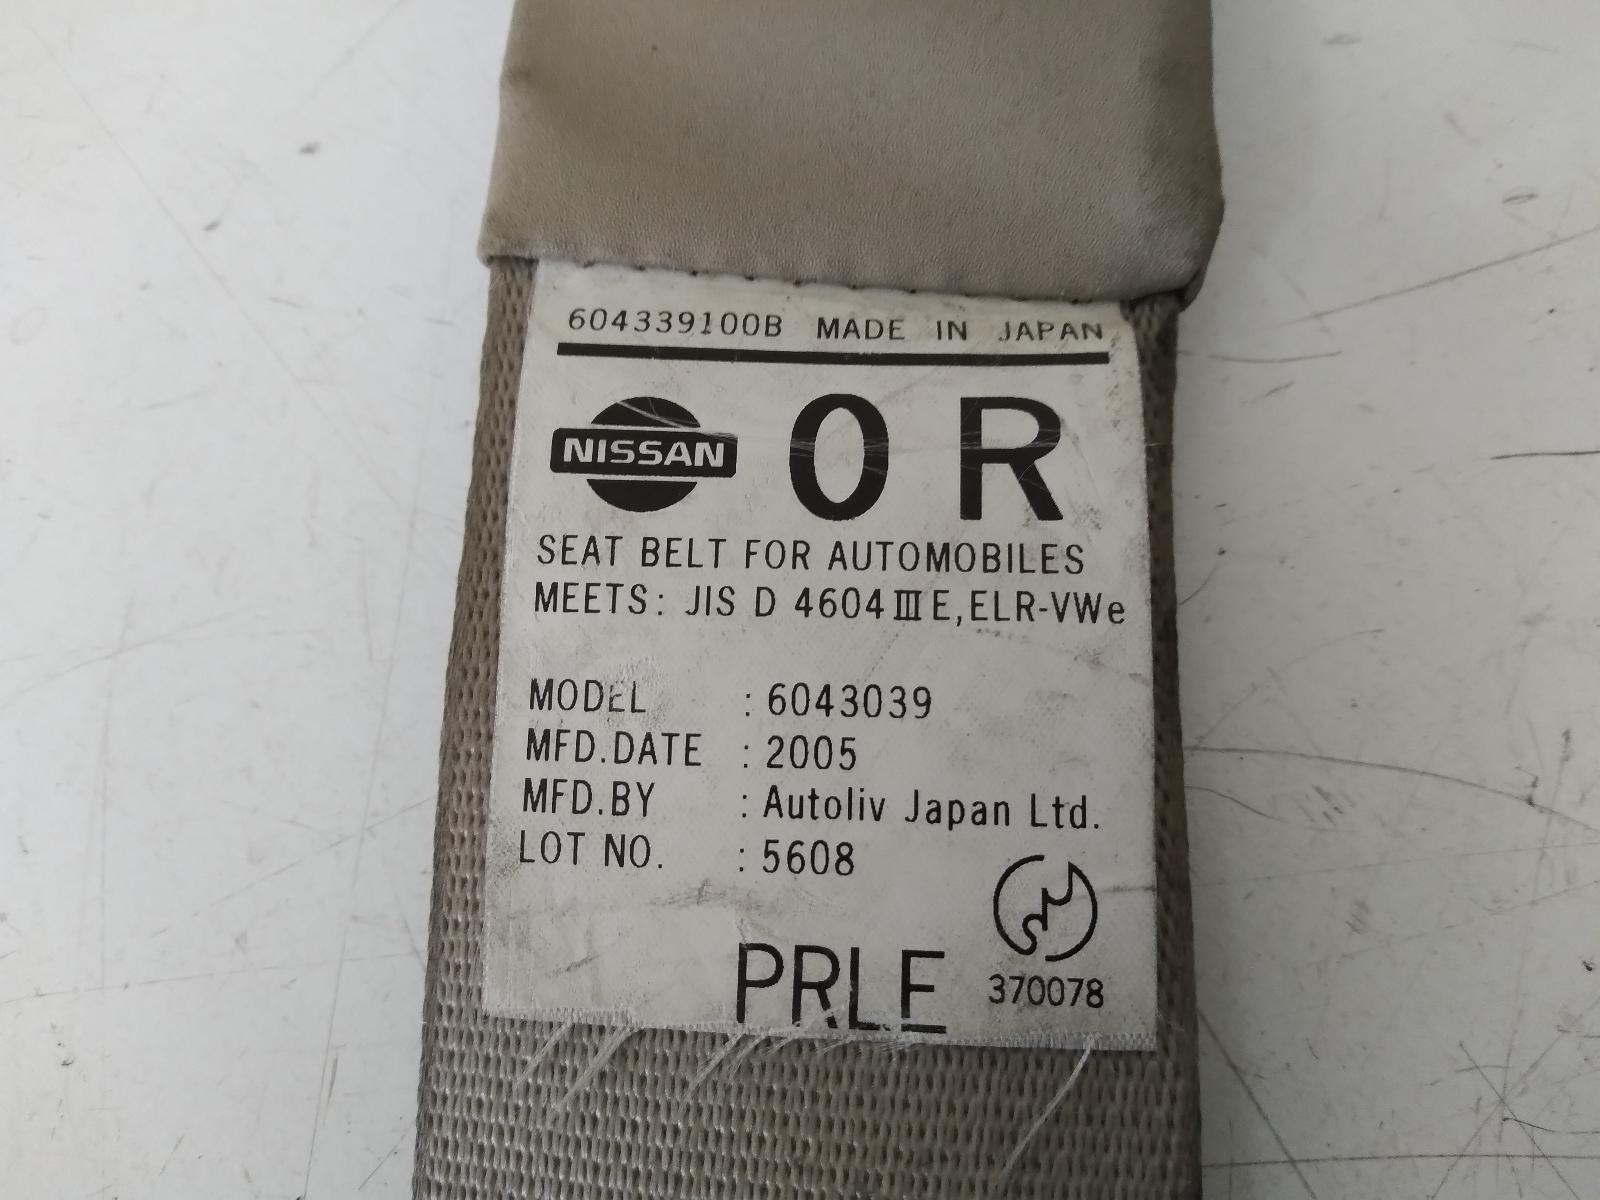 604339100B MADE IN JAPAN
NISSAN 0 R
SEAT BELT FOR AUTOMOBILES
MEETS: JIS D 4604 III E, ELR-VWe
MODEL : 6043039
MFD.DATE : 2005
MFD.BY : Autoliv Japan Ltd.
LOT NO. : 5608
PRLE
370078